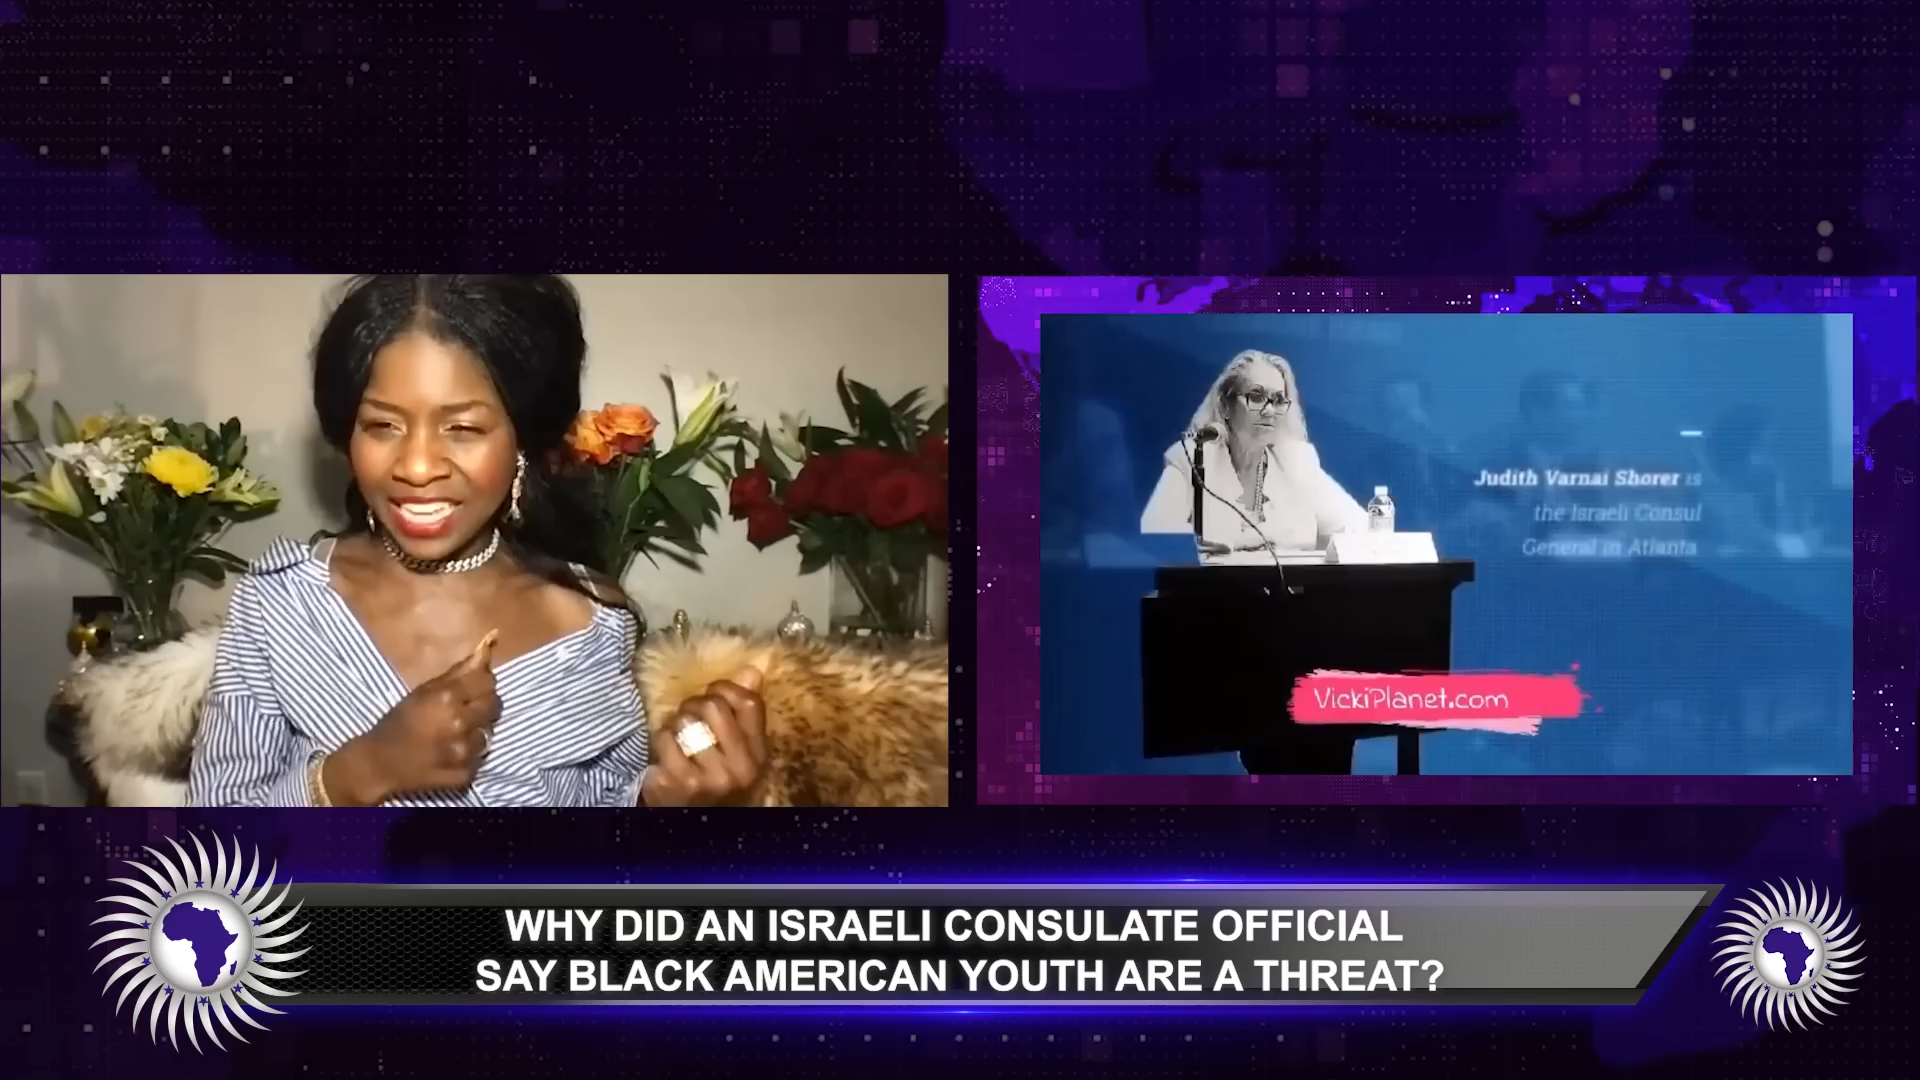 Judith Varnai Shorer is
the Israeli Consul
General in Atlanta
VickiPlanet.com
WHY DID AN ISRAELI CONSULATE OFFICIAL
SAY BLACK AMERICAN YOUTH ARE A THREAT?